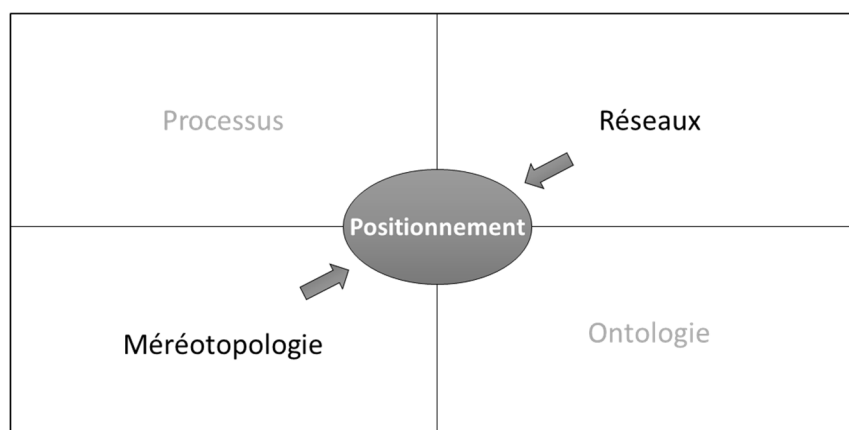 Processus
Réseaux
Positionnement
Méréotopologie
Ontologie